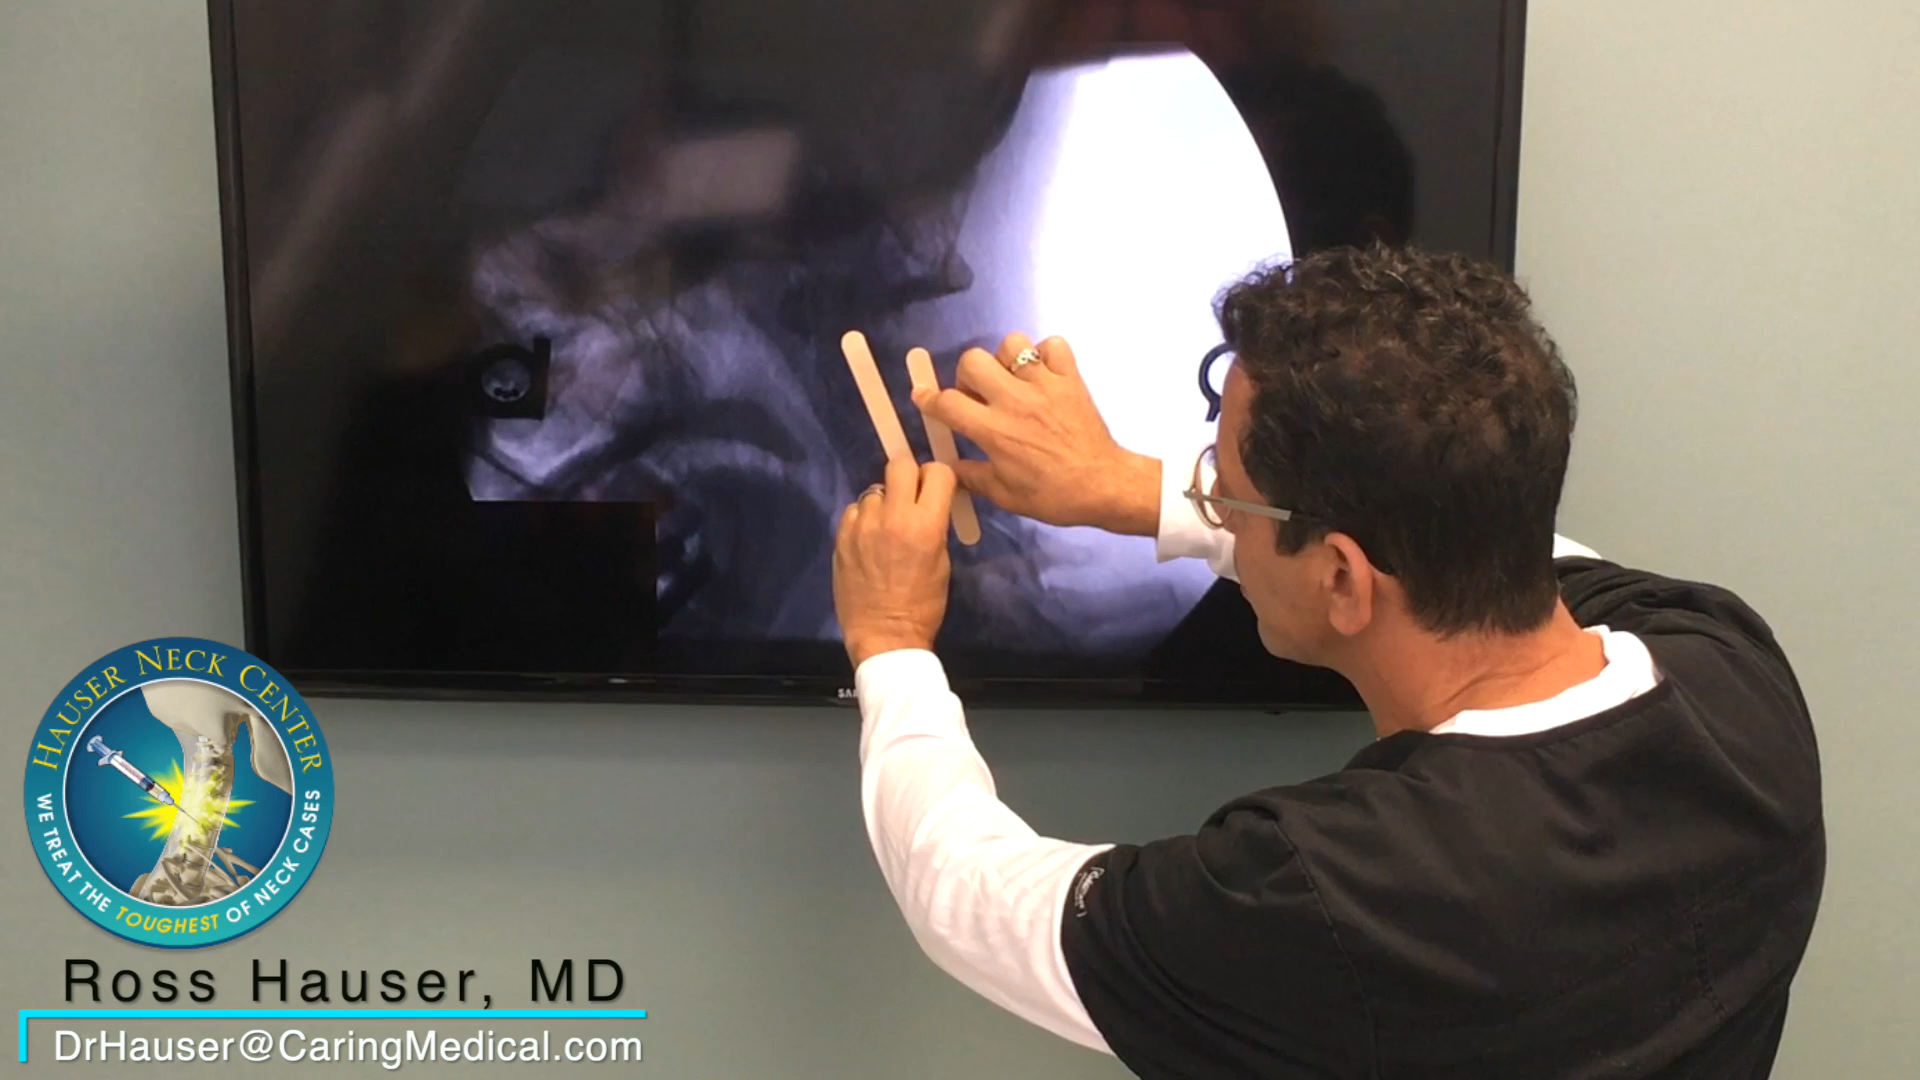 HAUSER NECK CENTER
WE TREAT THE TOUGHEST OF NECK CASES
Ross Hauser, MD
DrHauser@CaringMedical.com